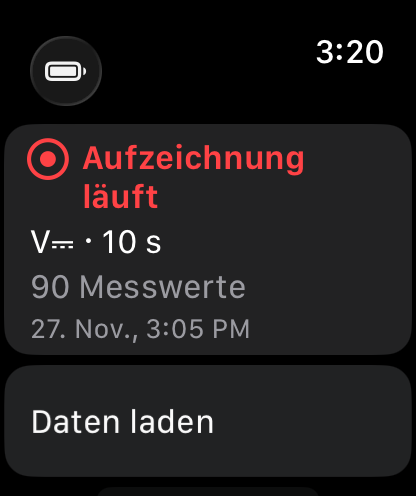 3:20
Aufzeichnung
läuft
V⎓ · 10 s
90 Messwerte
27. Nov., 3:05 PM
Daten laden